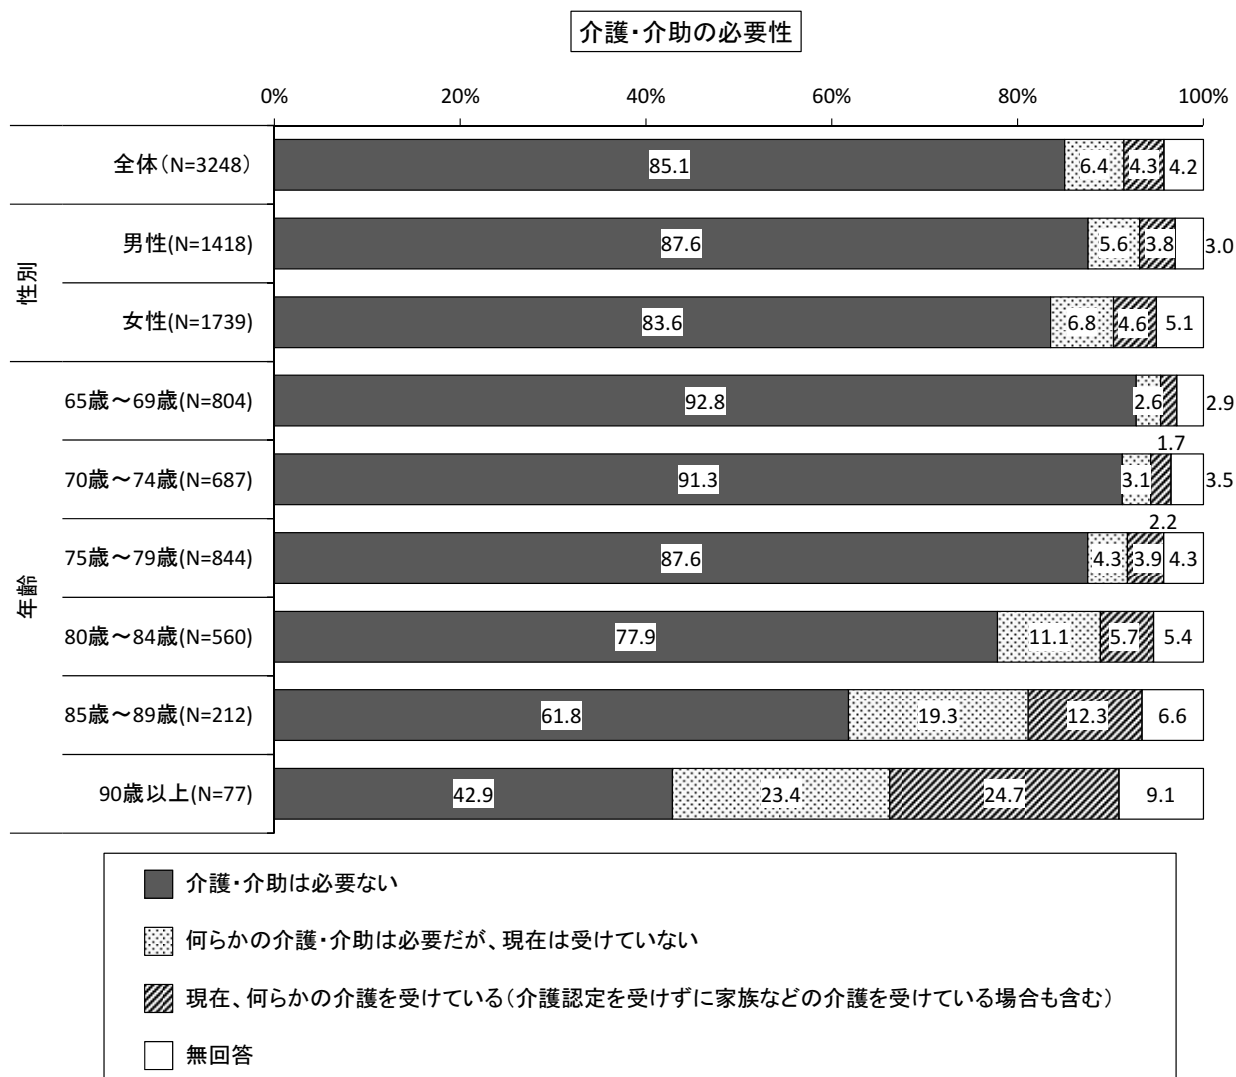 介護・介助の必要性
0% 20% 40% 60% 80% 100%
全体（N=3248） 85.1 6.4 4.3 4.2
性別
男性(N=1418) 87.6 5.6 3.8 3.0
女性(N=1739) 83.6 6.8 4.6 5.1
年齢
65歳～69歳(N=804) 92.8 2.6 2.9
1.7
70歳～74歳(N=687) 91.3 3.1 3.5
2.2
75歳～79歳(N=844) 87.6 4.3 3.9 4.3
80歳～84歳(N=560) 77.9 11.1 5.7 5.4
85歳～89歳(N=212) 61.8 19.3 12.3 6.6
90歳以上(N=77) 42.9 23.4 24.7 9.1
介護・介助は必要ない
何らかの介護・介助は必要だが、現在は受けていない
現在、何らかの介護を受けている（介護認定を受けずに家族などの介護を受けている場合も含む）
無回答